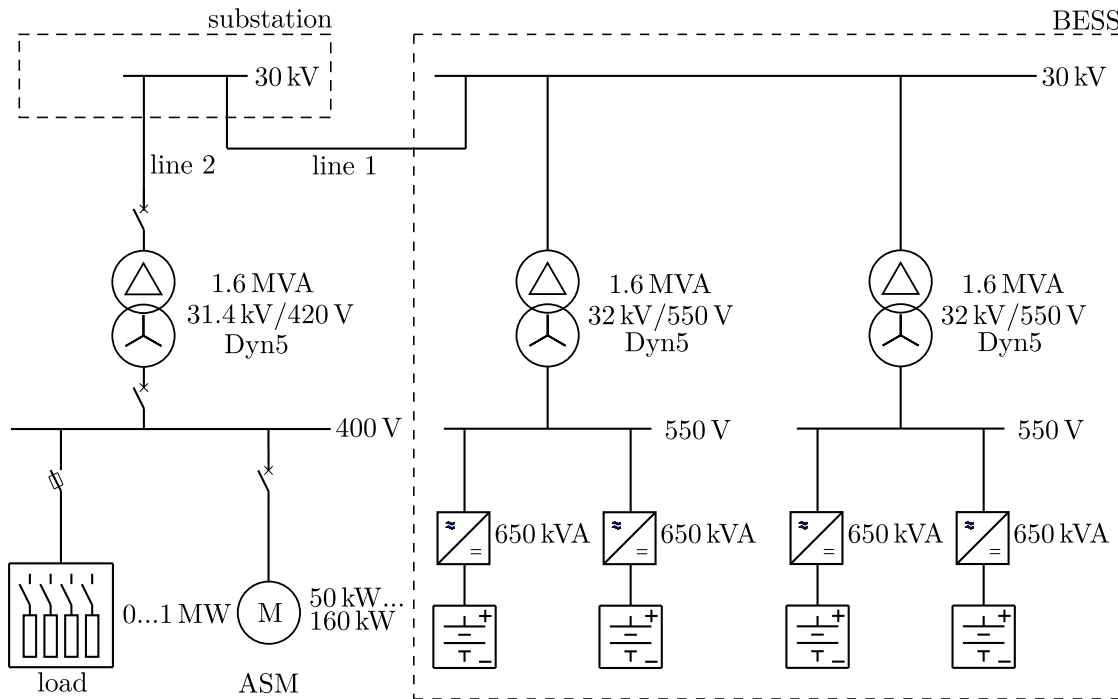 substation
BESS
30 kV
30 kV
line 2
line 1
1.6 MVA
31.4 kV/420 V
Dyn5
1.6 MVA
32 kV/550 V
Dyn5
1.6 MVA
32 kV/550 V
Dyn5
400 V
550 V
550 V
≈
=
650 kVA
≈
=
650 kVA
≈
=
650 kVA
≈
=
650 kVA
0...1 MW
M
50 kW...
160 kW
+
−
+
−
+
−
+
−
load
ASM